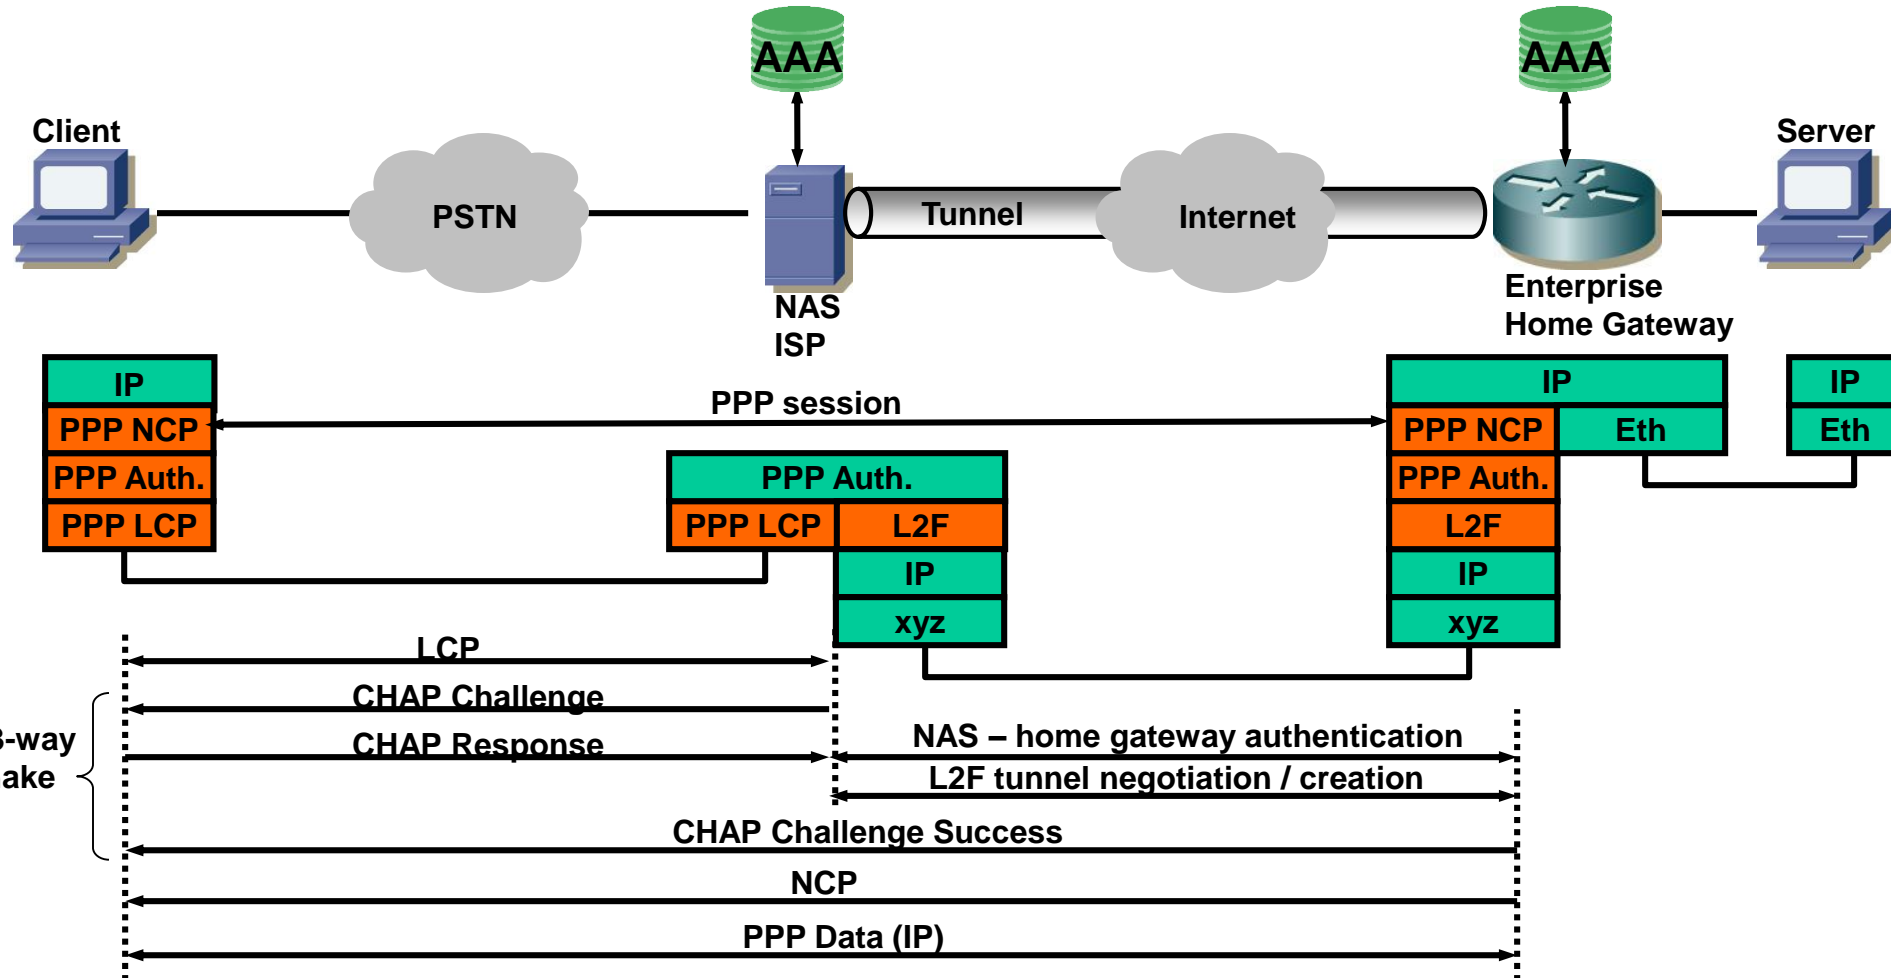 AAA
AAA
Client
Server
PSTN
Tunnel
Internet
NAS
ISP
Enterprise
Home Gateway
IP
PPP NCP
PPP Auth.
PPP LCP
PPP session
PPP Auth.
PPP LCP
L2F
IP
xyz
IP
PPP NCP
Eth
PPP Auth.
L2F
IP
xyz
IP
Eth
LCP
CHAP Challenge
-way
CHAP Response
NAS – home gateway authentication
L2F tunnel negotiation / creation
CHAP Challenge Success
NCP
PPP Data (IP)